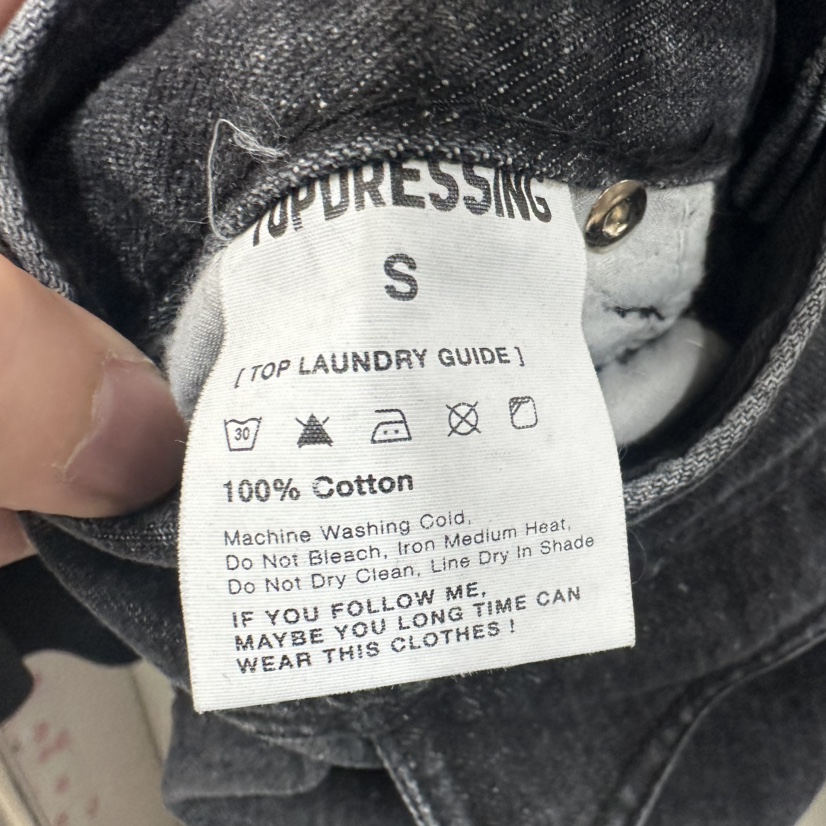 TOPDRESSING
S
[ TOP LAUNDRY GUIDE ]
30
100% Cotton
Machine Washing Cold,
Do Not Bleach, Iron Medium Heat,
Do Not Dry Clean, Line Dry In Shade
IF YOU FOLLOW ME,
MAYBE YOU LONG TIME CAN
WEAR THIS CLOTHES !